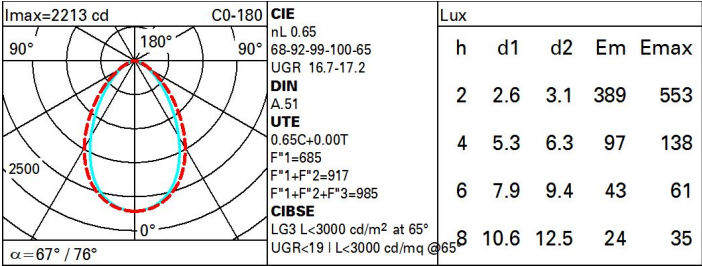 Imax=2213 cd C0-180
90° 180° 90°
2500
0°
α=67° / 76°
CIE
nL 0.65
68-92-99-100-65
UGR 16.7-17.2
DIN
A.51
UTE
0.65C+0.00T
F"1=685
F"1+F"2=917
F"1+F"2+F"3=985
CIBSE
LG3 L<3000 cd/m² at 65°
UGR<19 | L<3000 cd/mq @65°
Lux
h d1 d2 Em Emax
2 2.6 3.1 389 553
4 5.3 6.3 97 138
6 7.9 9.4 43 61
8 10.6 12.5 24 35